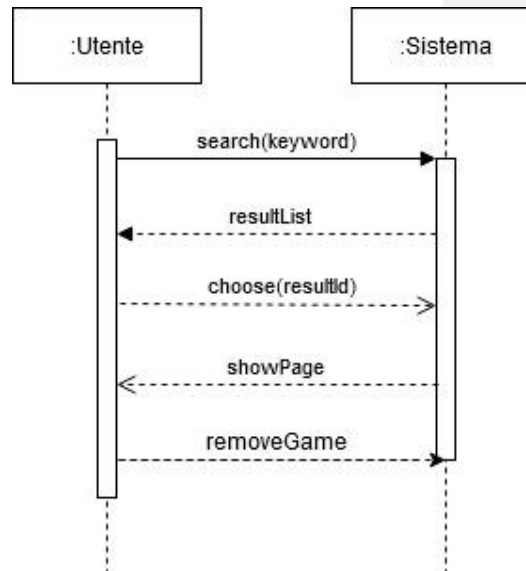 :Utente
:Sistema
search(keyword)
resultList
choose(resultId)
showPage
removeGame